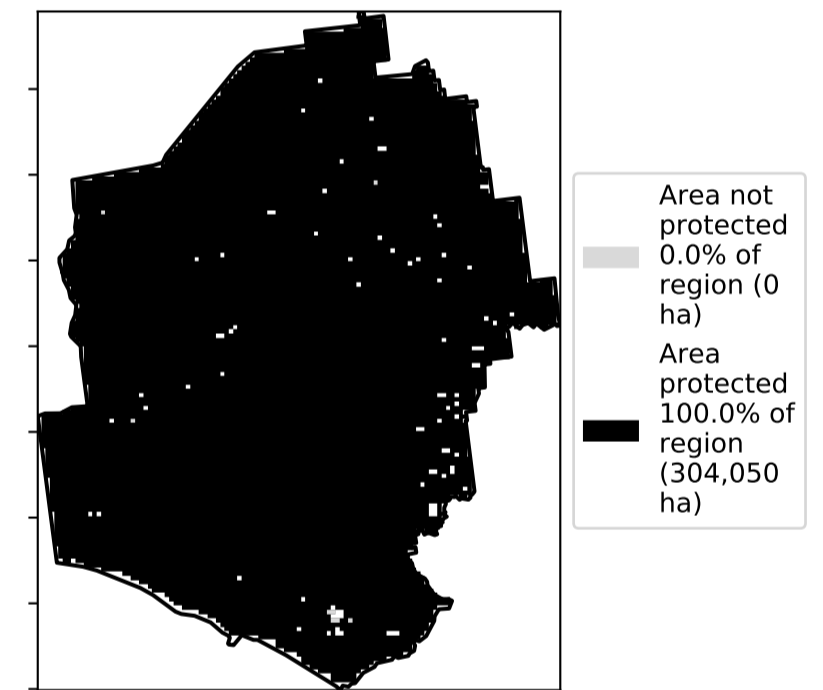 Area not
protected
0.0% of
region (0
ha)
Area
protected
100.0% of
region
(304,050
ha)